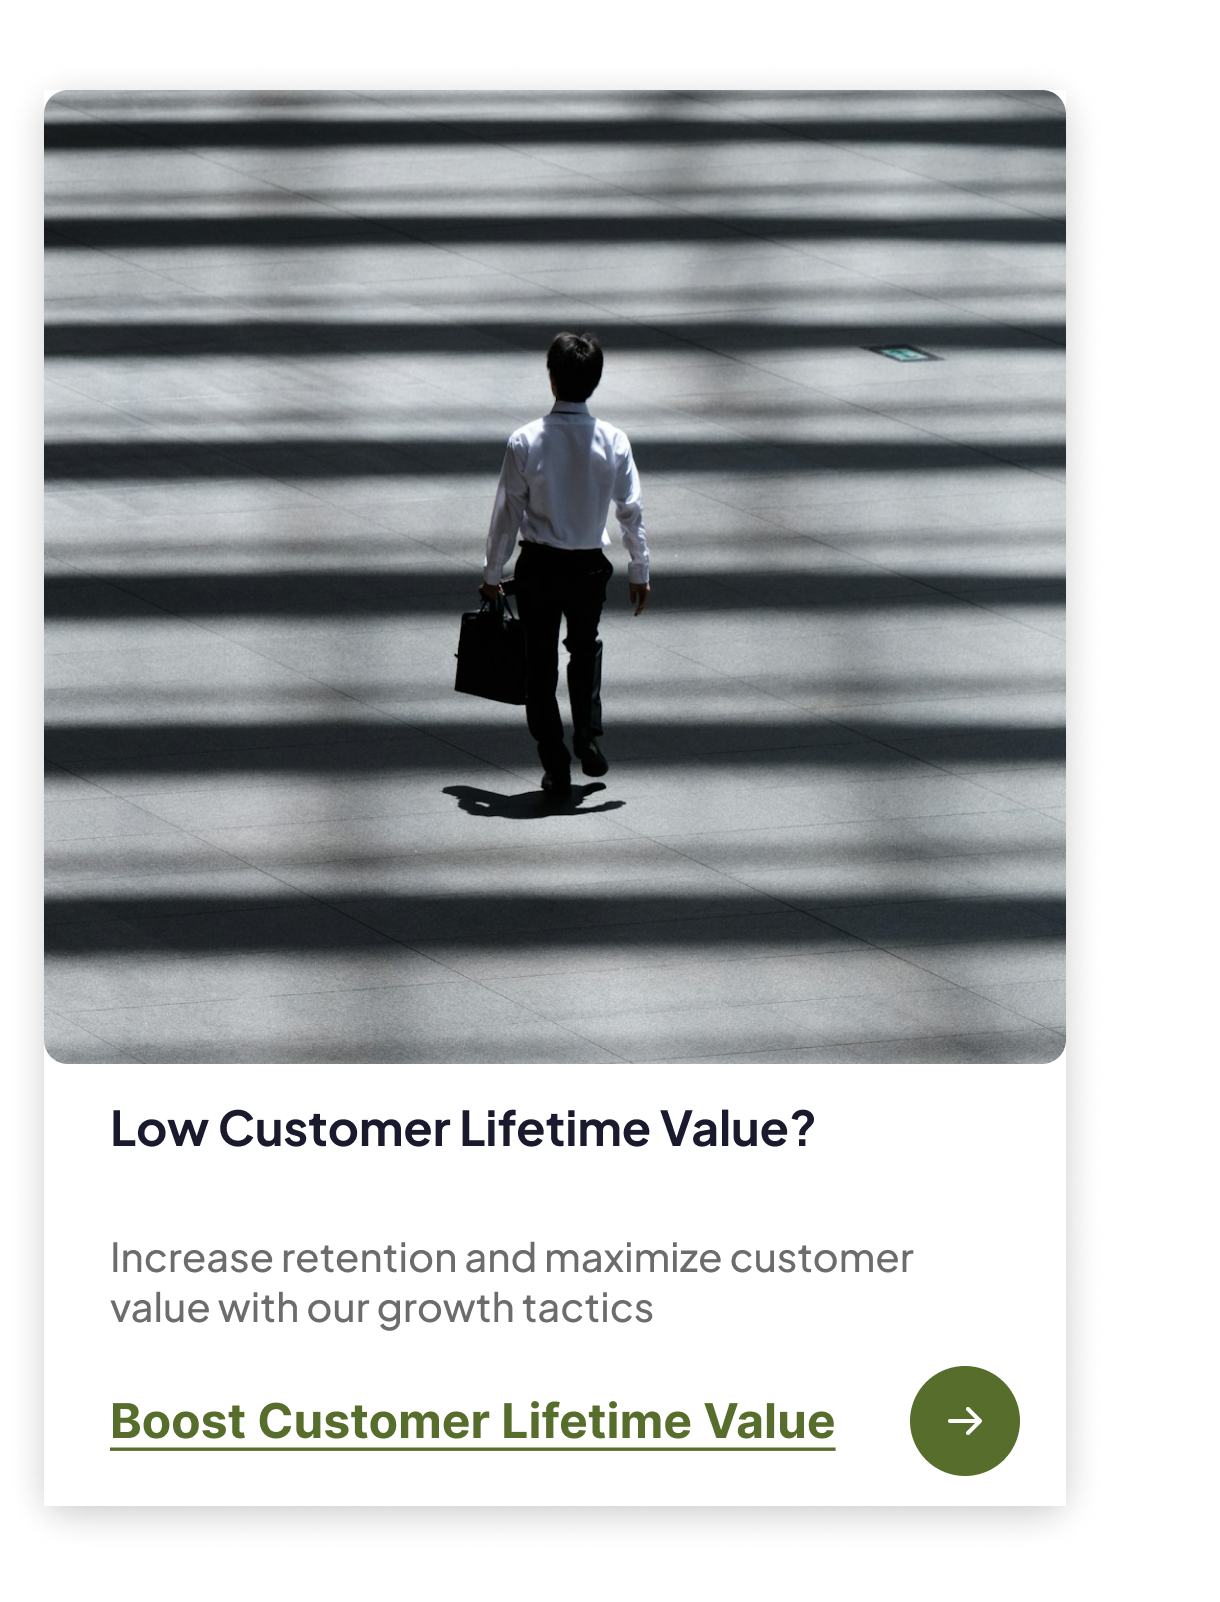 Low Customer Lifetime Value?
Increase retention and maximize customer
value with our growth tactics
Boost Customer Lifetime Value